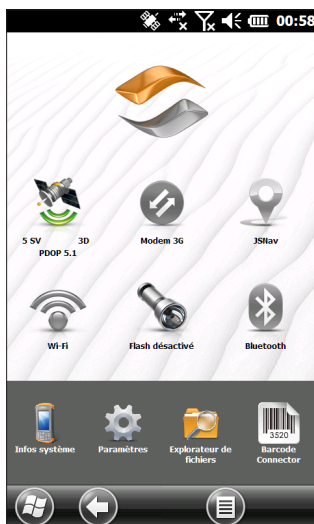 00:58
5 SV 3D
PDOP 5.1
Modem 3G
JSNav
Wi-Fi
Flash désactivé
Bluetooth
Infos système
Paramètres
Explorateur de
fichiers
3520
Barcode
Connector